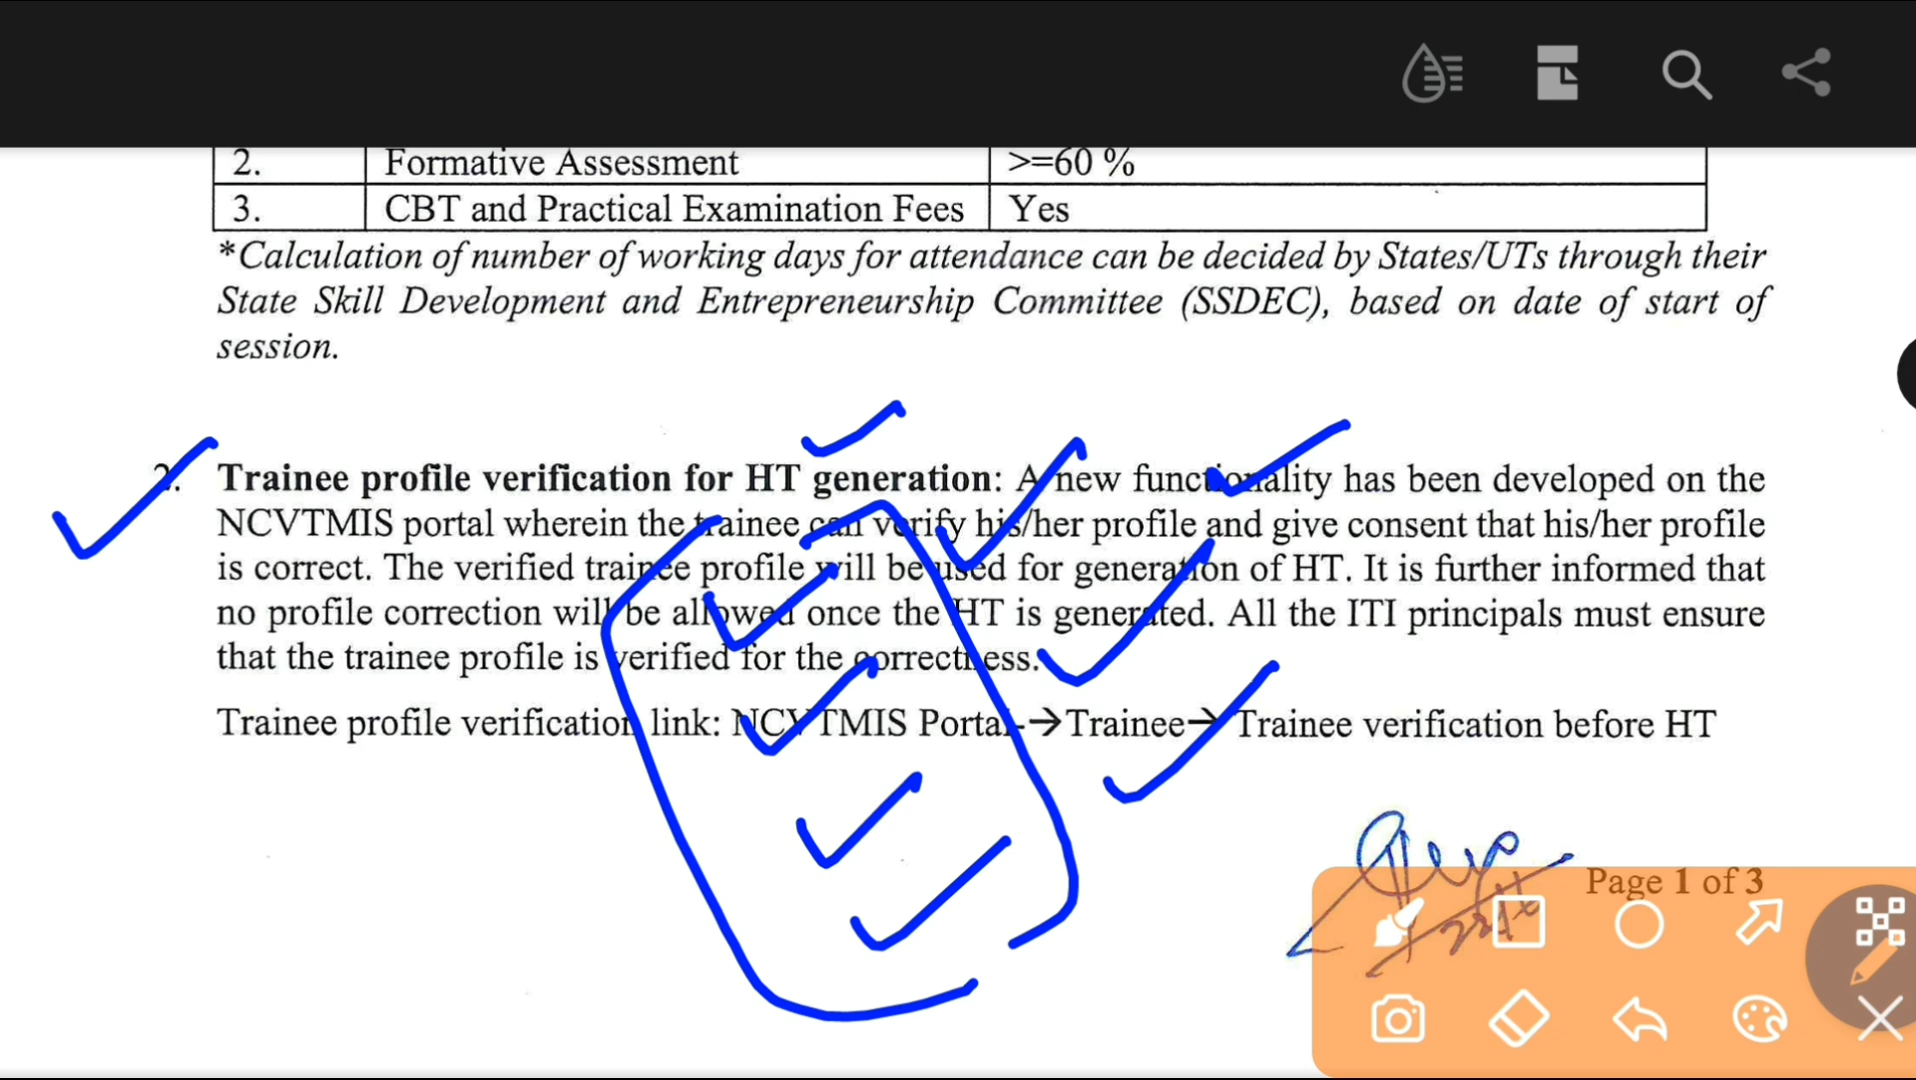 2. Formative Assessment >=60 %
3. CBT and Practical Examination Fees Yes
*Calculation of number of working days for attendance can be decided by States/UTs through their
State Skill Development and Entrepreneurship Committee (SSDEC), based on date of start of
session.
2. Trainee profile verification for HT generation: A new functionality has been developed on the
NCVTMIS portal wherein the trainee can verify his/her profile and give consent that his/her profile
is correct. The verified trainee profile will be used for generation of HT. It is further informed that
no profile correction will be allowed once the HT is generated. All the ITI principals must ensure
that the trainee profile is verified for the correctness.
Trainee profile verification link: NCVTMIS Portal→Trainee→ Trainee verification before HT
Page 1 of 3